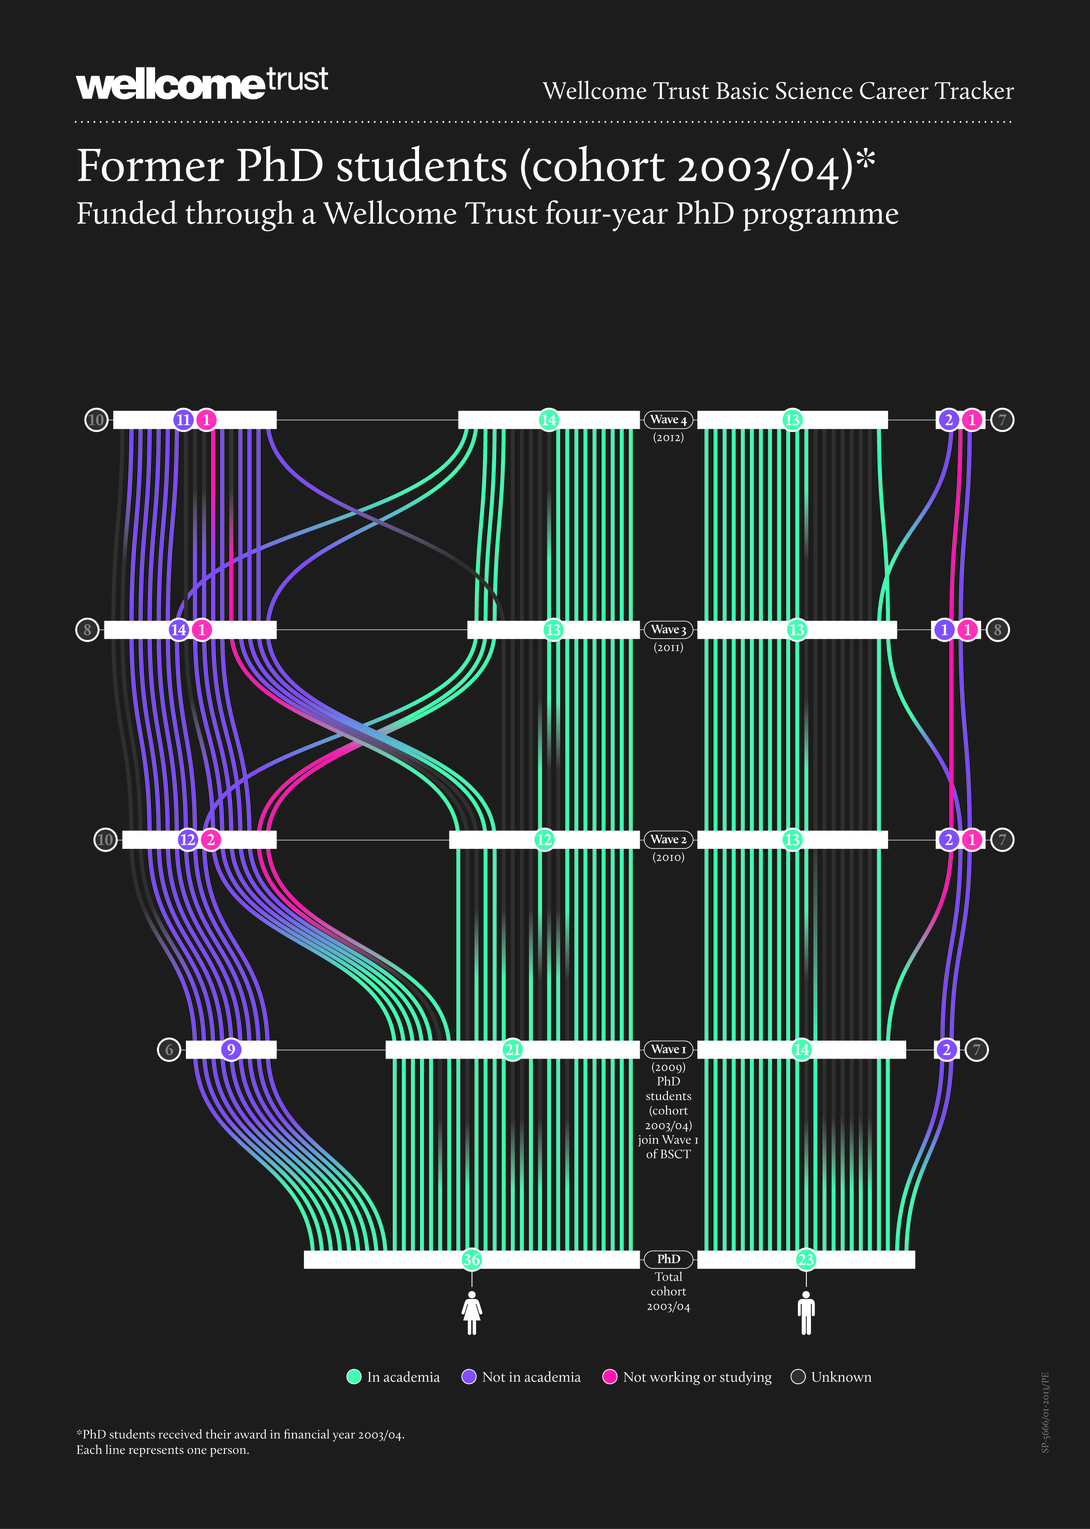 wellcometrust
Wellcome Trust Basic Science Career Tracker
Former PhD students (cohort 2003/04)*
Funded through a Wellcome Trust four-year PhD programme
10 11 1 14 Wave 4 13 2 1 7
(2012)
8 14 1 13 Wave 3 13 1 1 8
(2011)
10 12 2 12 Wave 2 13 2 1 7
(2010)
6 9 21 Wave 1 14 2 7
(2009)
PhD
students
(cohort
2003/04)
join Wave 1
of BSCT
36 PhD 23
Total
cohort
2003/04
In academia Not in academia Not working or studying Unknown
*PhD students received their award in financial year 2003/04.
Each line represents one person.
SP-5666/01-2013/PE